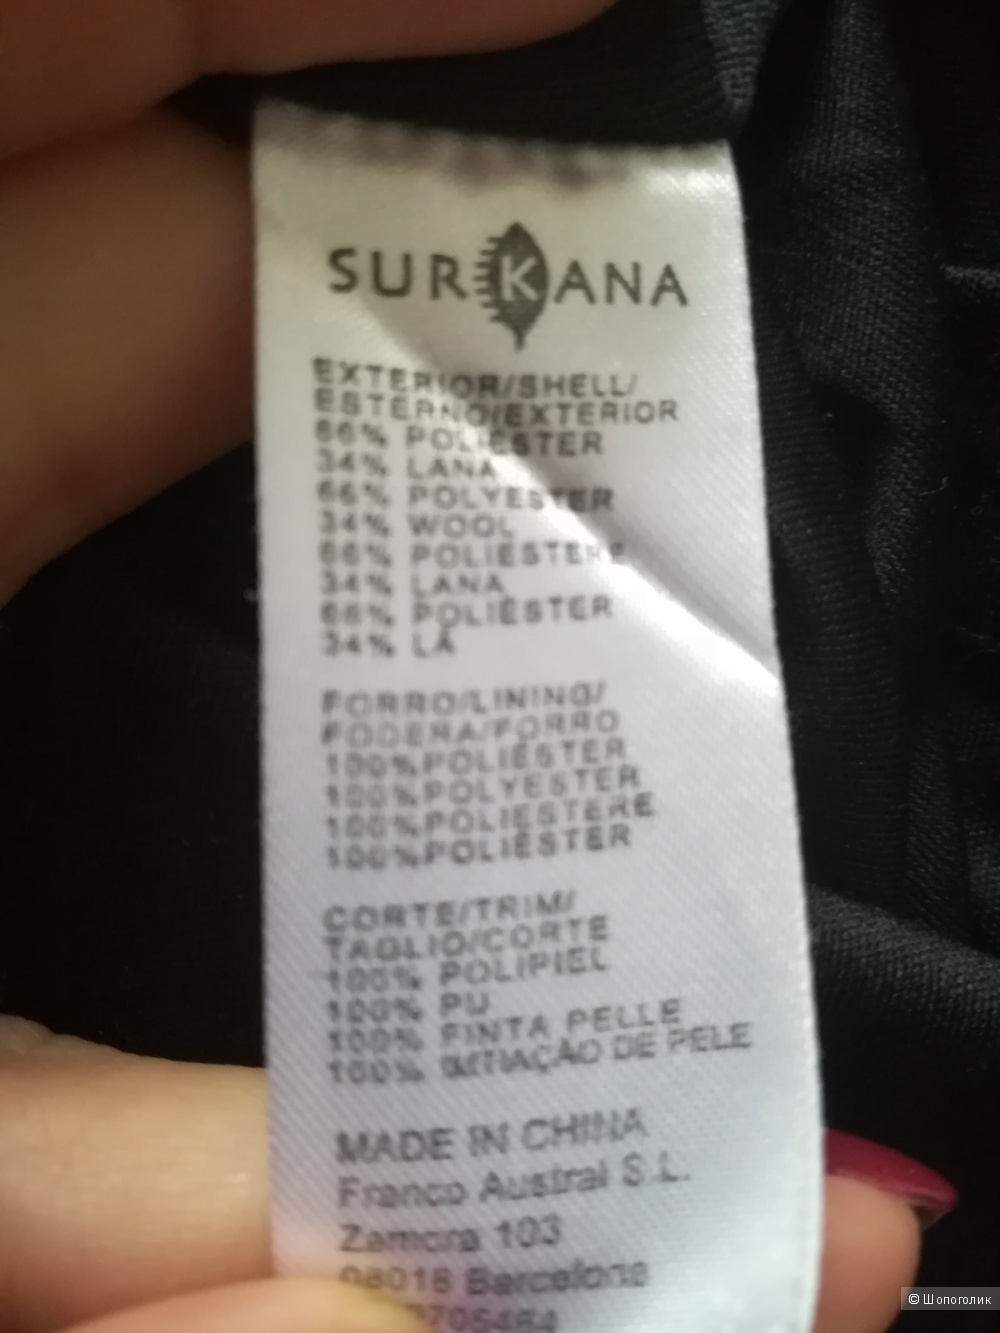 SURKANA
EXTERIOR/SHELL/
ESTERNO/EXTERIOR
66% POLIÉSTER
34% LANA
66% POLYESTER
34% WOOL
66% POLIESTERE
34% LANA
66% POLIÉSTER
34% LÃ
FORRO/LINING/
FODERA/FORRO
100%POLIÉSTER
100%POLYESTER
100%POLIESTERE
100%POLIÉSTER
CORTE/TRIM/
TAGLIO/CORTE
100% POLIPIEL
100% PU
100% FINTA PELLE
100% IMITIAÇÃO DE PELE
MADE IN CHINA
Franco Austral S.L.
Zamora 103
08018 Barcelona
© Шопоголик